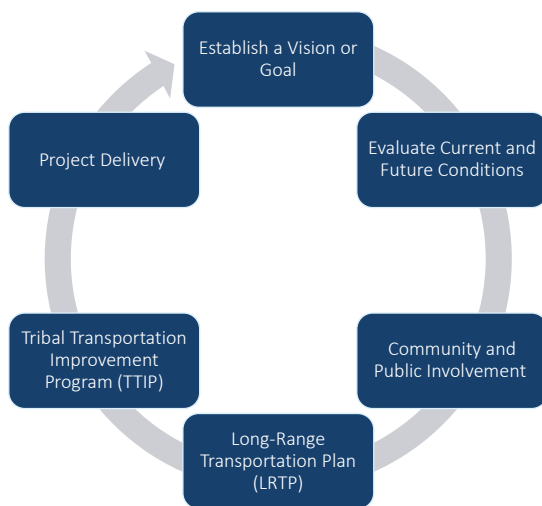 Establish a Vision or
Goal
Evaluate Current and
Future Conditions
Community and
Public Involvement
Long-Range
Transportation Plan
(LRTP)
Tribal Transportation
Improvement
Program (TTIP)
Project Delivery